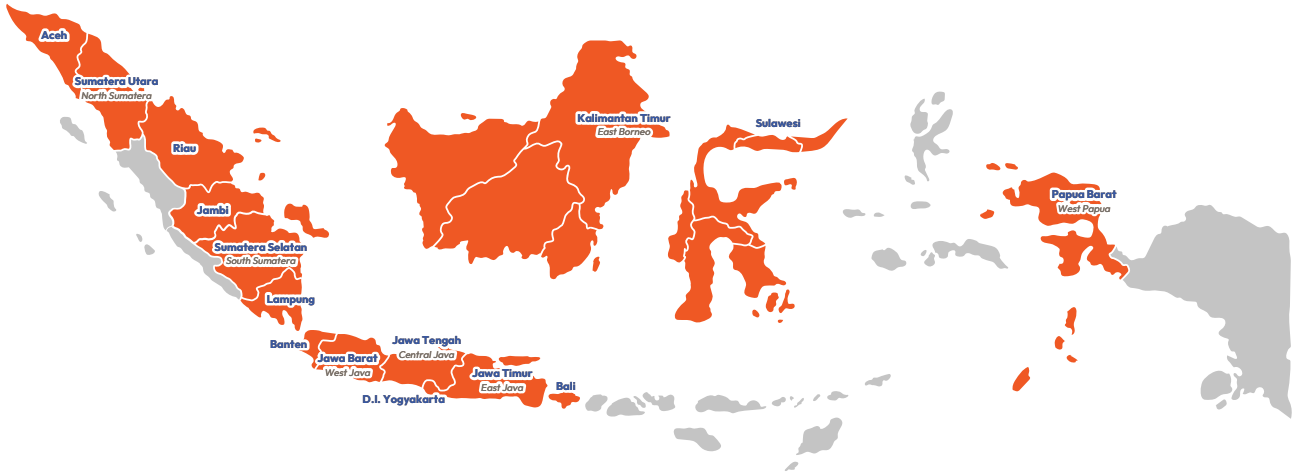 Aceh
Sumatera Utara
North Sumatera
Riau
Jambi
Sumatera Selatan
South Sumatera
Lampung
Banten
Jawa Barat
West Java
Jawa Tengah
Central Java
D.I. Yogyakarta
Jawa Timur
East Java
Bali
Kalimantan Timur
East Borneo
Sulawesi
Papua Barat
West Papua